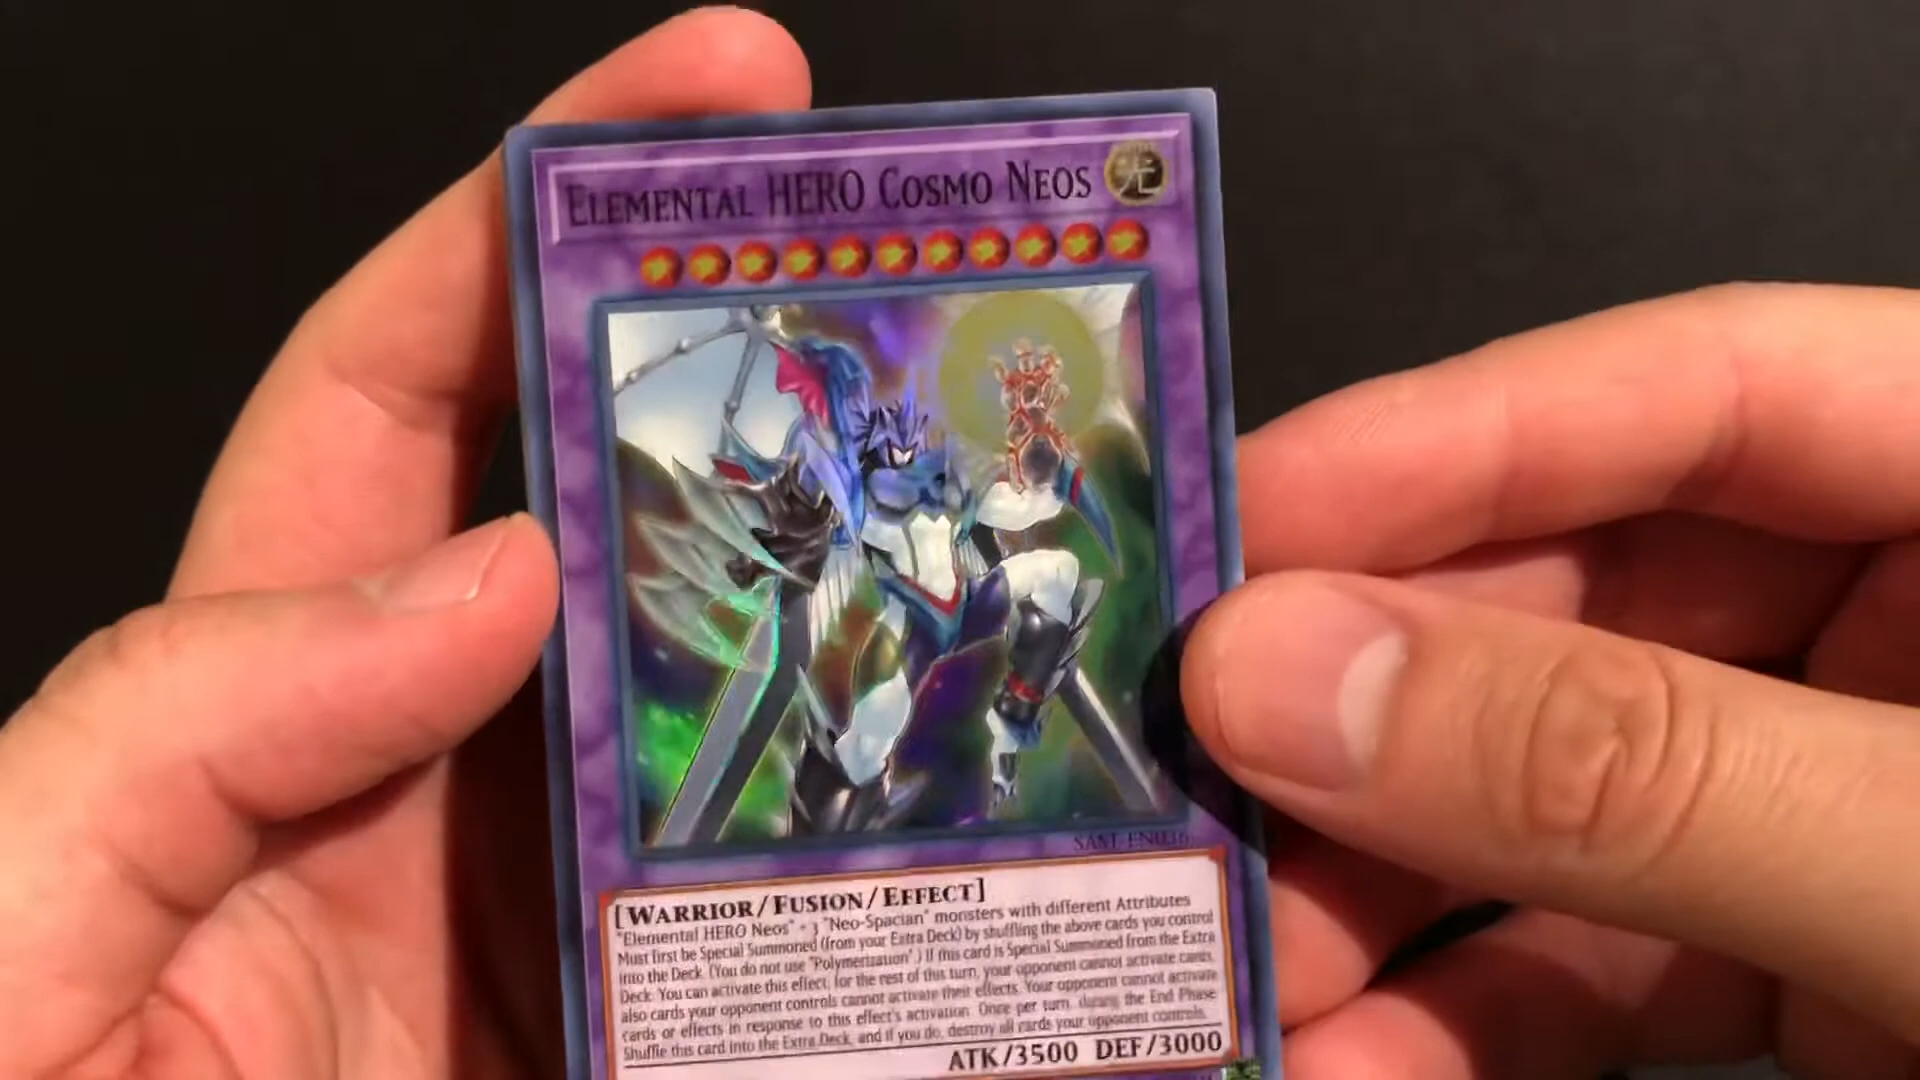 ELEMENTAL HERO COSMO NEOS
光
SAST-EN036
[WARRIOR/FUSION/EFFECT]
"Elemental HERO Neos" + 3 "Neo-Spacian" monsters with different Attributes
Must first be Special Summoned (from your Extra Deck) by shuffling the above cards you control
into the Deck. (You do not use "Polymerization".) If this card is Special Summoned from the Extra
Deck: You can activate this effect; for the rest of this turn, your opponent cannot activate cards,
also cards your opponent controls cannot activate their effects. Your opponent cannot activate
cards or effects in response to this effect's activation. Once per turn, during the End Phase:
Shuffle this card into the Extra Deck, and if you do, destroy all cards your opponent controls.
ATK/3500 DEF/3000